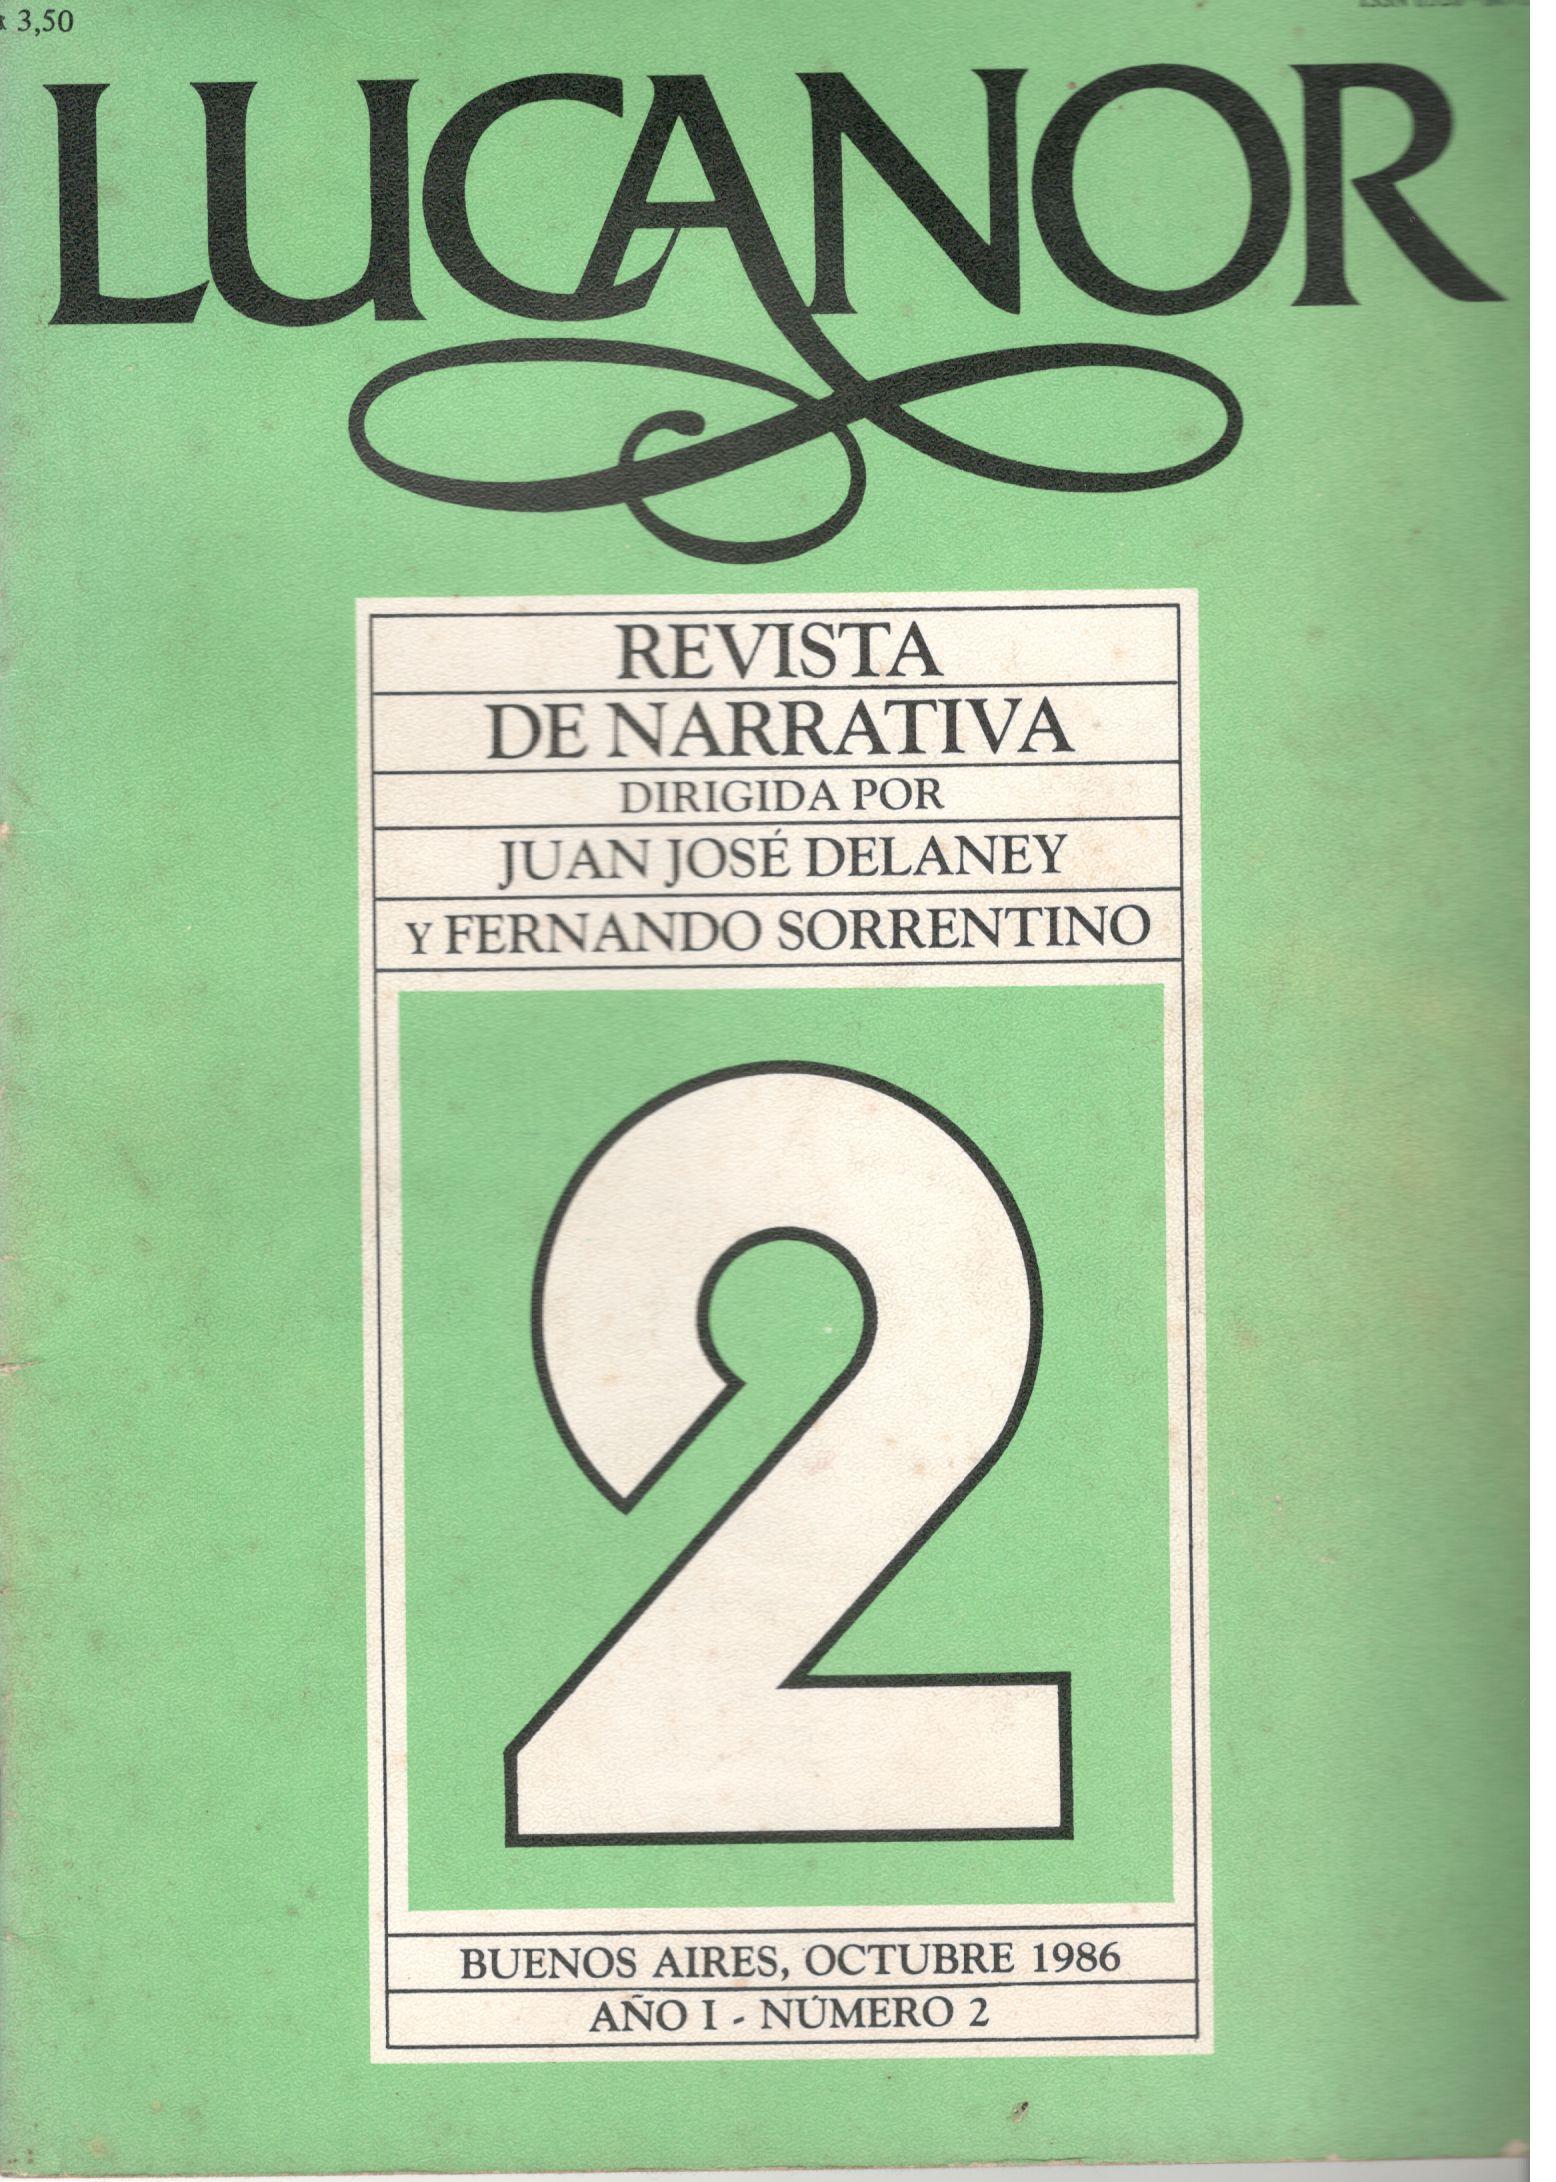 3,50
LUCANOR
REVISTA
DE NARRATIVA
DIRIGIDA POR
JUAN JOSÉ DELANEY
Y FERNANDO SORRENTINO
2
BUENOS AIRES, OCTUBRE 1986
AÑO I - NÚMERO 2